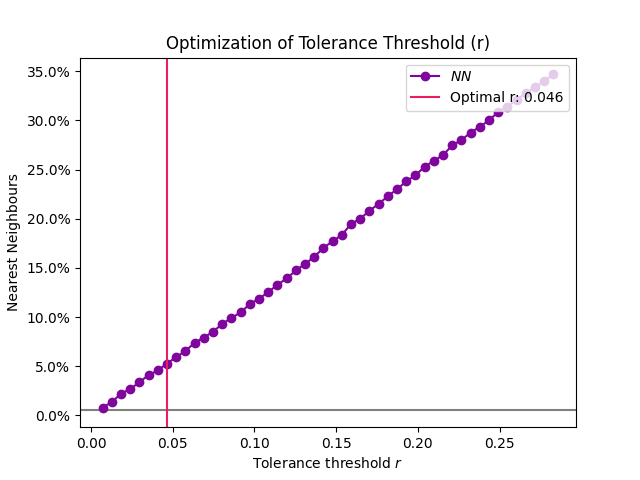 Optimization of Tolerance Threshold (r)
NN
Optimal r: 0.046
35.0%
30.0%
25.0%
20.0%
15.0%
10.0%
5.0%
0.0%
Nearest Neighbours
0.00 0.05 0.10 0.15 0.20 0.25
Tolerance threshold r